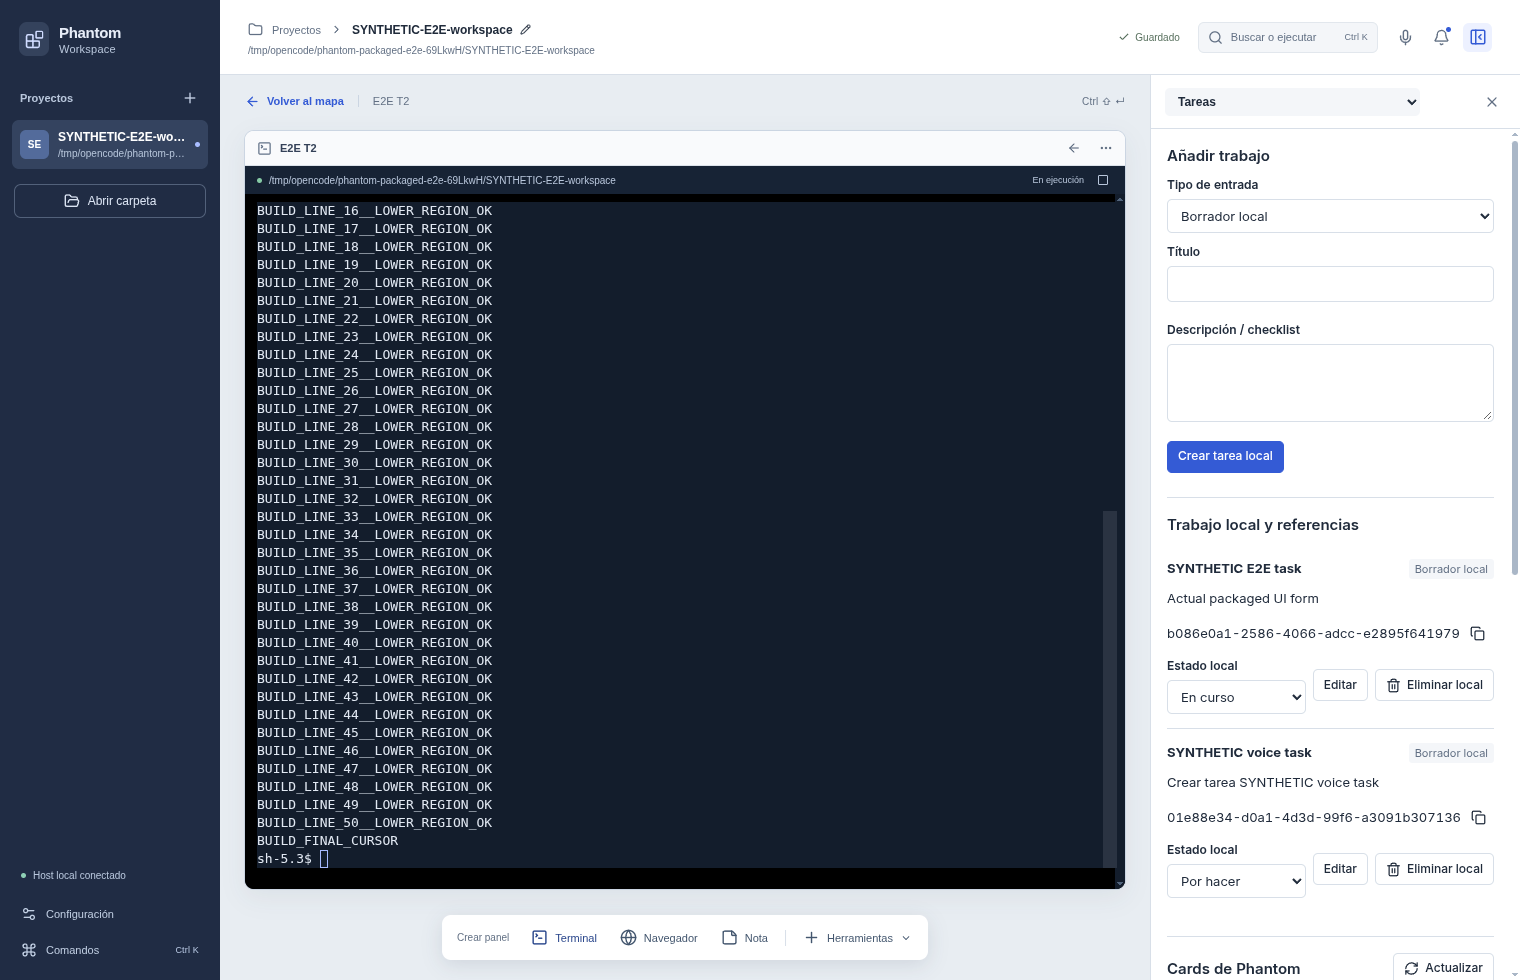 Phantom
Workspace
Proyectos
SE
SYNTHETIC-E2E-wo...
/tmp/opencode/phantom-p...
Abrir carpeta
Host local conectado
Configuración
Comandos
Ctrl K
Proyectos
SYNTHETIC-E2E-workspace
/tmp/opencode/phantom-packaged-e2e-69LkwH/SYNTHETIC-E2E-workspace
Guardado
Buscar o ejecutar
Ctrl K
Volver al mapa
E2E T2
Ctrl ⇧ ↵
E2E T2
/tmp/opencode/phantom-packaged-e2e-69LkwH/SYNTHETIC-E2E-workspace
En ejecución
BUILD_LINE_16__LOWER_REGION_OK
BUILD_LINE_17__LOWER_REGION_OK
BUILD_LINE_18__LOWER_REGION_OK
BUILD_LINE_19__LOWER_REGION_OK
BUILD_LINE_20__LOWER_REGION_OK
BUILD_LINE_21__LOWER_REGION_OK
BUILD_LINE_22__LOWER_REGION_OK
BUILD_LINE_23__LOWER_REGION_OK
BUILD_LINE_24__LOWER_REGION_OK
BUILD_LINE_25__LOWER_REGION_OK
BUILD_LINE_26__LOWER_REGION_OK
BUILD_LINE_27__LOWER_REGION_OK
BUILD_LINE_28__LOWER_REGION_OK
BUILD_LINE_29__LOWER_REGION_OK
BUILD_LINE_30__LOWER_REGION_OK
BUILD_LINE_31__LOWER_REGION_OK
BUILD_LINE_32__LOWER_REGION_OK
BUILD_LINE_33__LOWER_REGION_OK
BUILD_LINE_34__LOWER_REGION_OK
BUILD_LINE_35__LOWER_REGION_OK
BUILD_LINE_36__LOWER_REGION_OK
BUILD_LINE_37__LOWER_REGION_OK
BUILD_LINE_38__LOWER_REGION_OK
BUILD_LINE_39__LOWER_REGION_OK
BUILD_LINE_40__LOWER_REGION_OK
BUILD_LINE_41__LOWER_REGION_OK
BUILD_LINE_42__LOWER_REGION_OK
BUILD_LINE_43__LOWER_REGION_OK
BUILD_LINE_44__LOWER_REGION_OK
BUILD_LINE_45__LOWER_REGION_OK
BUILD_LINE_46__LOWER_REGION_OK
BUILD_LINE_47__LOWER_REGION_OK
BUILD_LINE_48__LOWER_REGION_OK
BUILD_LINE_49__LOWER_REGION_OK
BUILD_LINE_50__LOWER_REGION_OK
BUILD_FINAL_CURSOR
sh-5.3$
Crear panel
Terminal
Navegador
Nota
Herramientas
Tareas
Añadir trabajo
Tipo de entrada
Borrador local
Título
Descripción / checklist
Crear tarea local
Trabajo local y referencias
SYNTHETIC E2E task
Borrador local
Actual packaged UI form
b086e0a1-2586-4066-adcc-e2895f641979
Estado local
En curso
Editar
Eliminar local
SYNTHETIC voice task
Borrador local
Crear tarea SYNTHETIC voice task
01e88e34-d0a1-4d3d-99f6-a3091b307136
Estado local
Por hacer
Editar
Eliminar local
Cards de Phantom
Actualizar